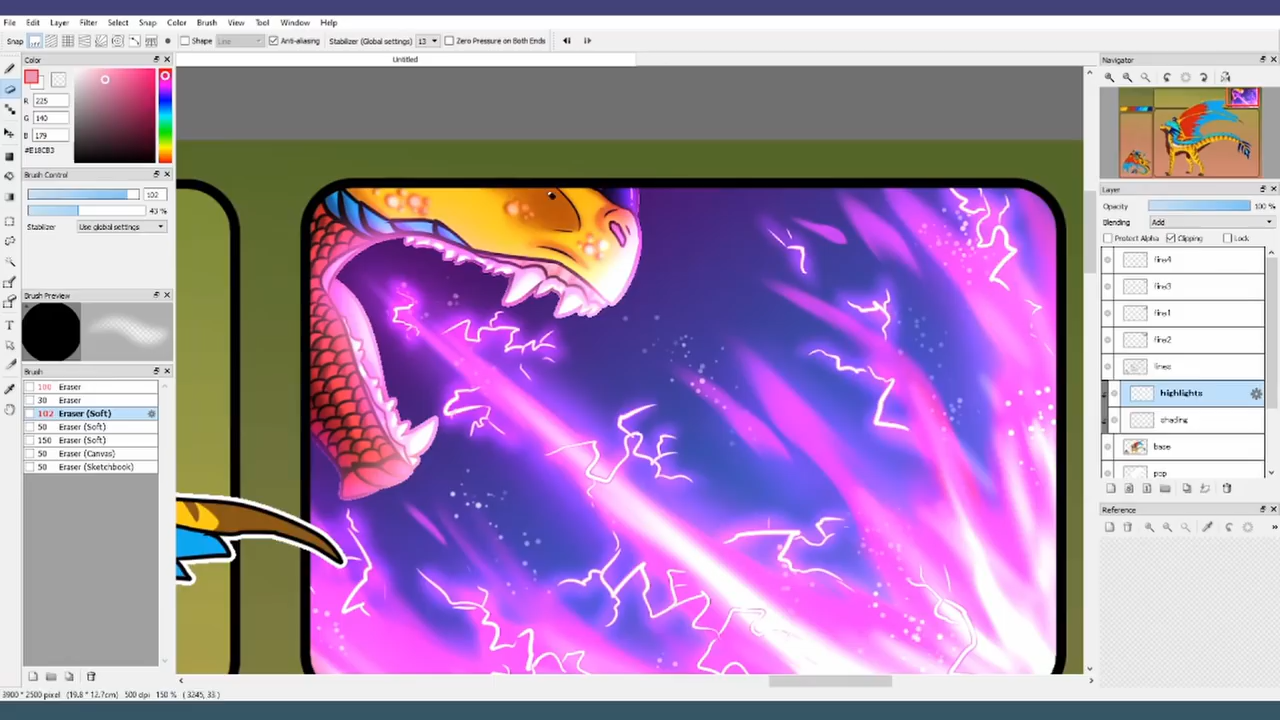 File Edit Layer Filter Select Snap Color Brush View Tool Window Help
Snap Shape Line Anti-aliasing Stabilizer (Global settings) 13 Zero Pressure on Both Ends
Untitled
Color
R 225
G 140
B 179
#E18CB3
Brush Control
102
43 %
Stabilizer Use global settings
Brush Preview
Brush
100 Eraser
30 Eraser
102 Eraser (Soft)
50 Eraser (Soft)
150 Eraser (Soft)
50 Eraser (Canvas)
50 Eraser (Sketchbook)
3900 * 2500 pixel (19.8 * 12.7cm) 500 dpi 150 % ( 3245, 33 )
Navigator
Layer
Opacity 100 %
Blending Add
Protect Alpha Clipping Lock
fire4
fire3
fire1
fire2
lines
highlights
shading
base
pop
Reference